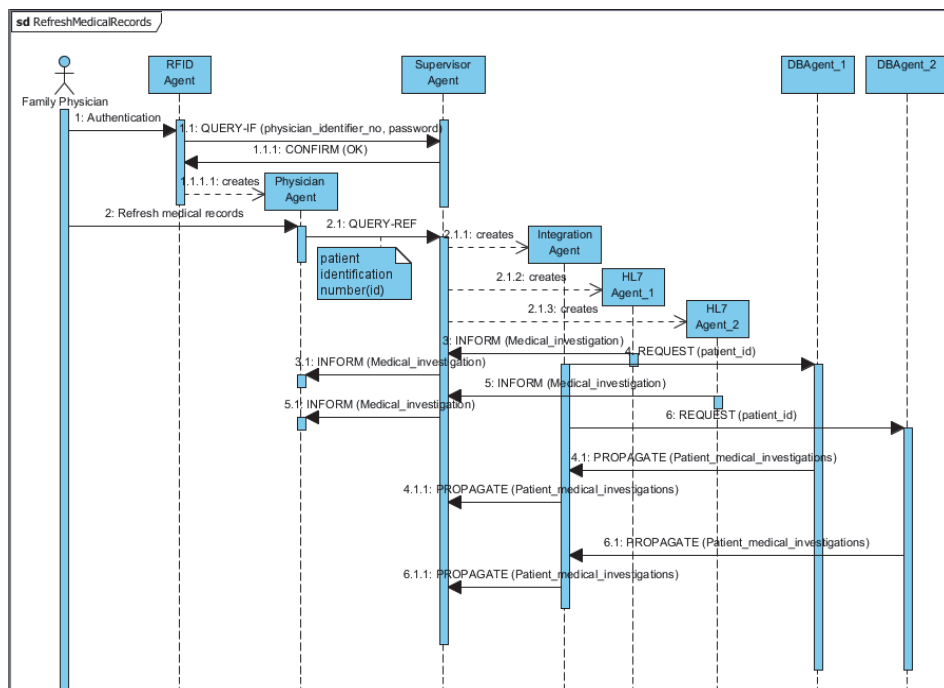 sd RefreshMedicalRecords
RFID
Agent
Supervisor
Agent
DBAgent_1
DBAgent_2
Family Physician
1: Authentication
1.1: QUERY-IF (physician_identifier_no, password)
1.1.1: CONFIRM (OK)
1.1.1.1: creates
Physician
Agent
2: Refresh medical records
2.1: QUERY-REF
patient
identification
number(id)
2.1.1: creates
Integration
Agent
2.1.2: creates
HL7
Agent_1
2.1.3: creates
HL7
Agent_2
3: INFORM (Medical_investigation)
4: REQUEST (patient_id)
3.1: INFORM (Medical_investigation)
5: INFORM (Medical_investigation)
5.1: INFORM (Medical_investigation)
6: REQUEST (patient_id)
4.1: PROPAGATE (Patient_medical_investigations)
4.1.1: PROPAGATE (Patient_medical_investigations)
6.1: PROPAGATE (Patient_medical_investigations)
6.1.1: PROPAGATE (Patient_medical_investigations)